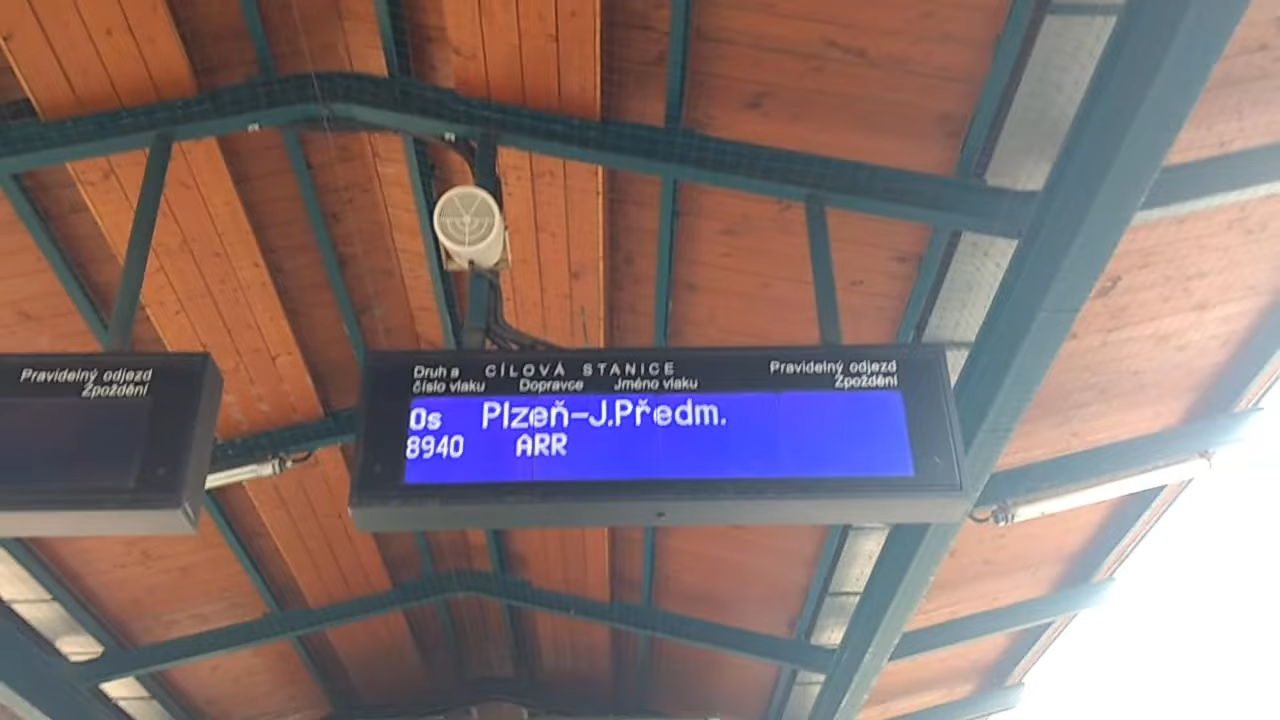 Pravidelný odjezd
Zpoždění
Druh a CÍLOVÁ STANICE Pravidelný odjezd
číslo vlaku Dopravce Jméno vlaku Zpoždění
Os Plzeň-J.Předm.
8940 ARR